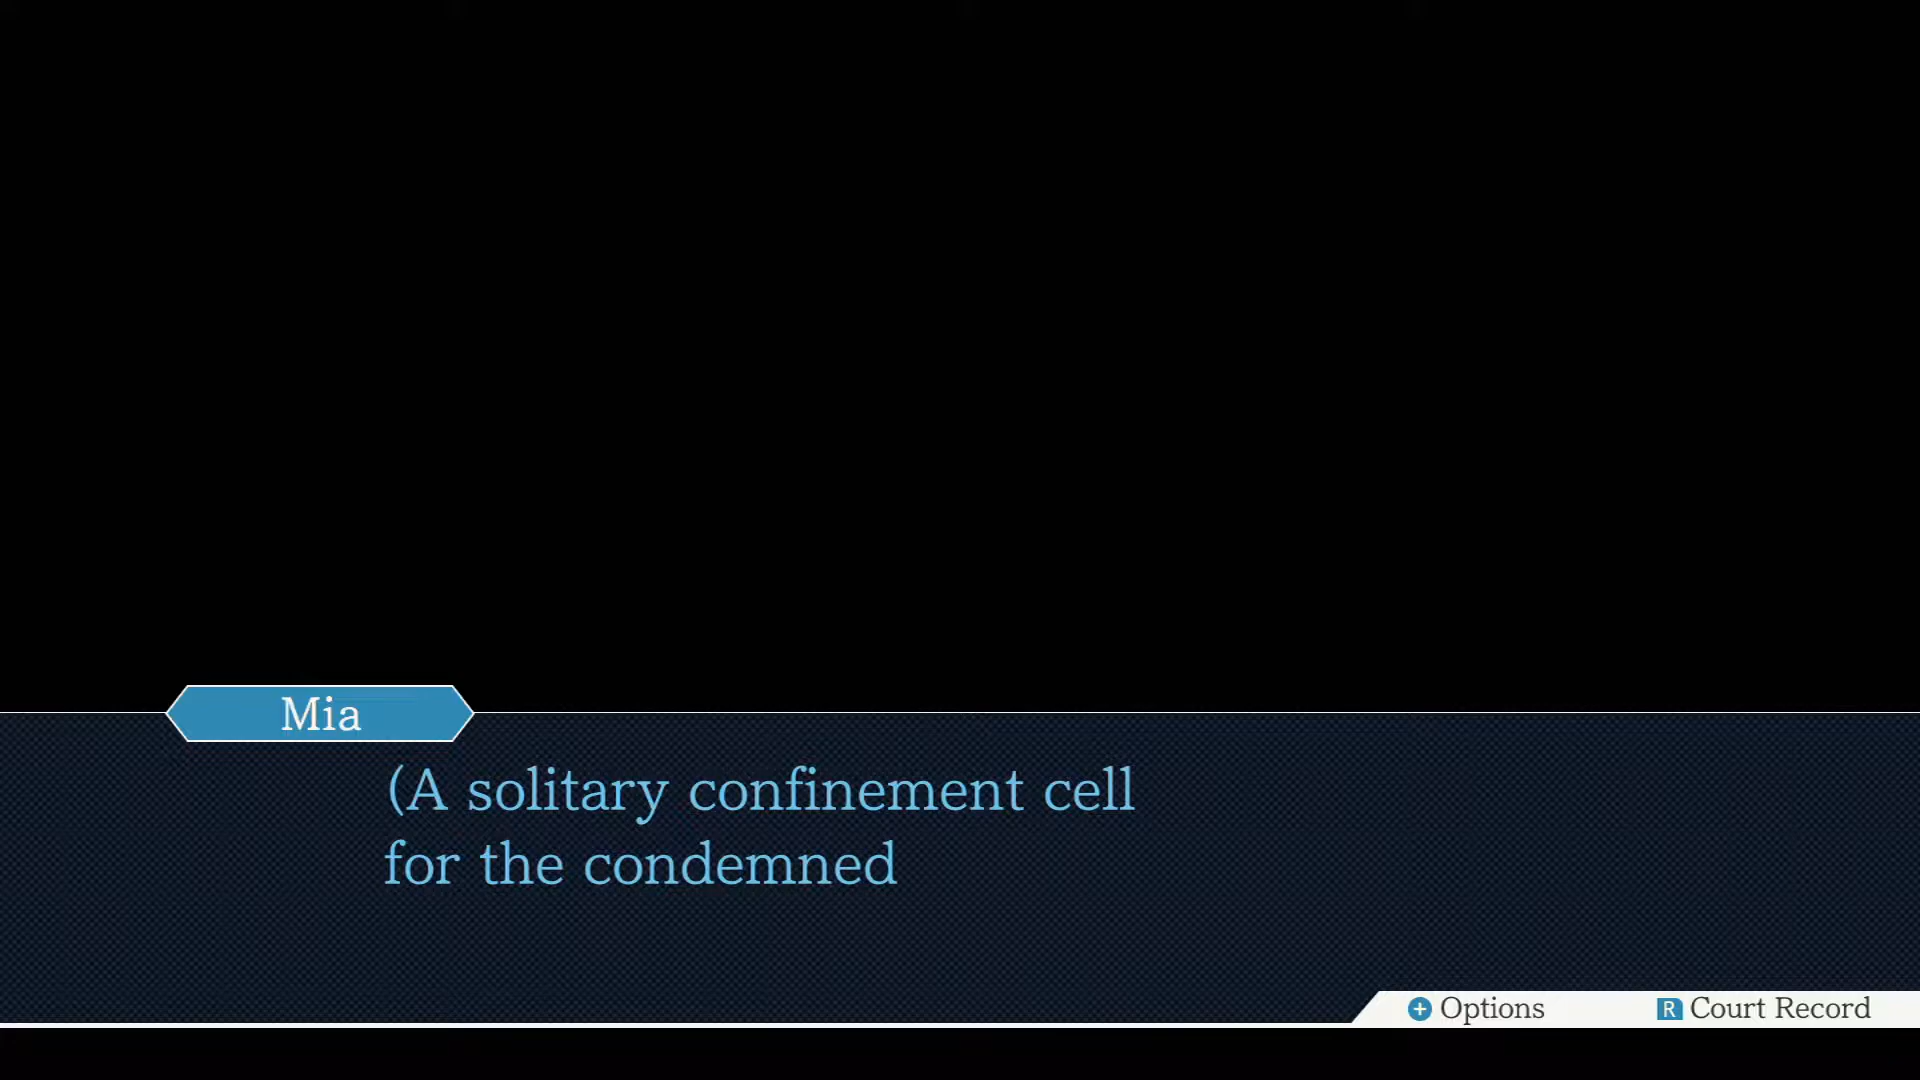 Mia
(A solitary confinement cell
for the condemned
+ Options
R Court Record